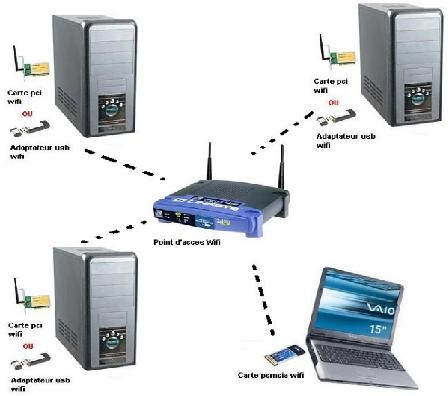 Carte pci
wifi
OU
Adaptateur usb
wifi
Carte pci
wifi
OU
Adaptateur usb
wifi
Point d'acces Wifi
Carte pci
wifi
OU
Adaptateur usb
wifi
VAIO
15"
Carte pcmcia wifi